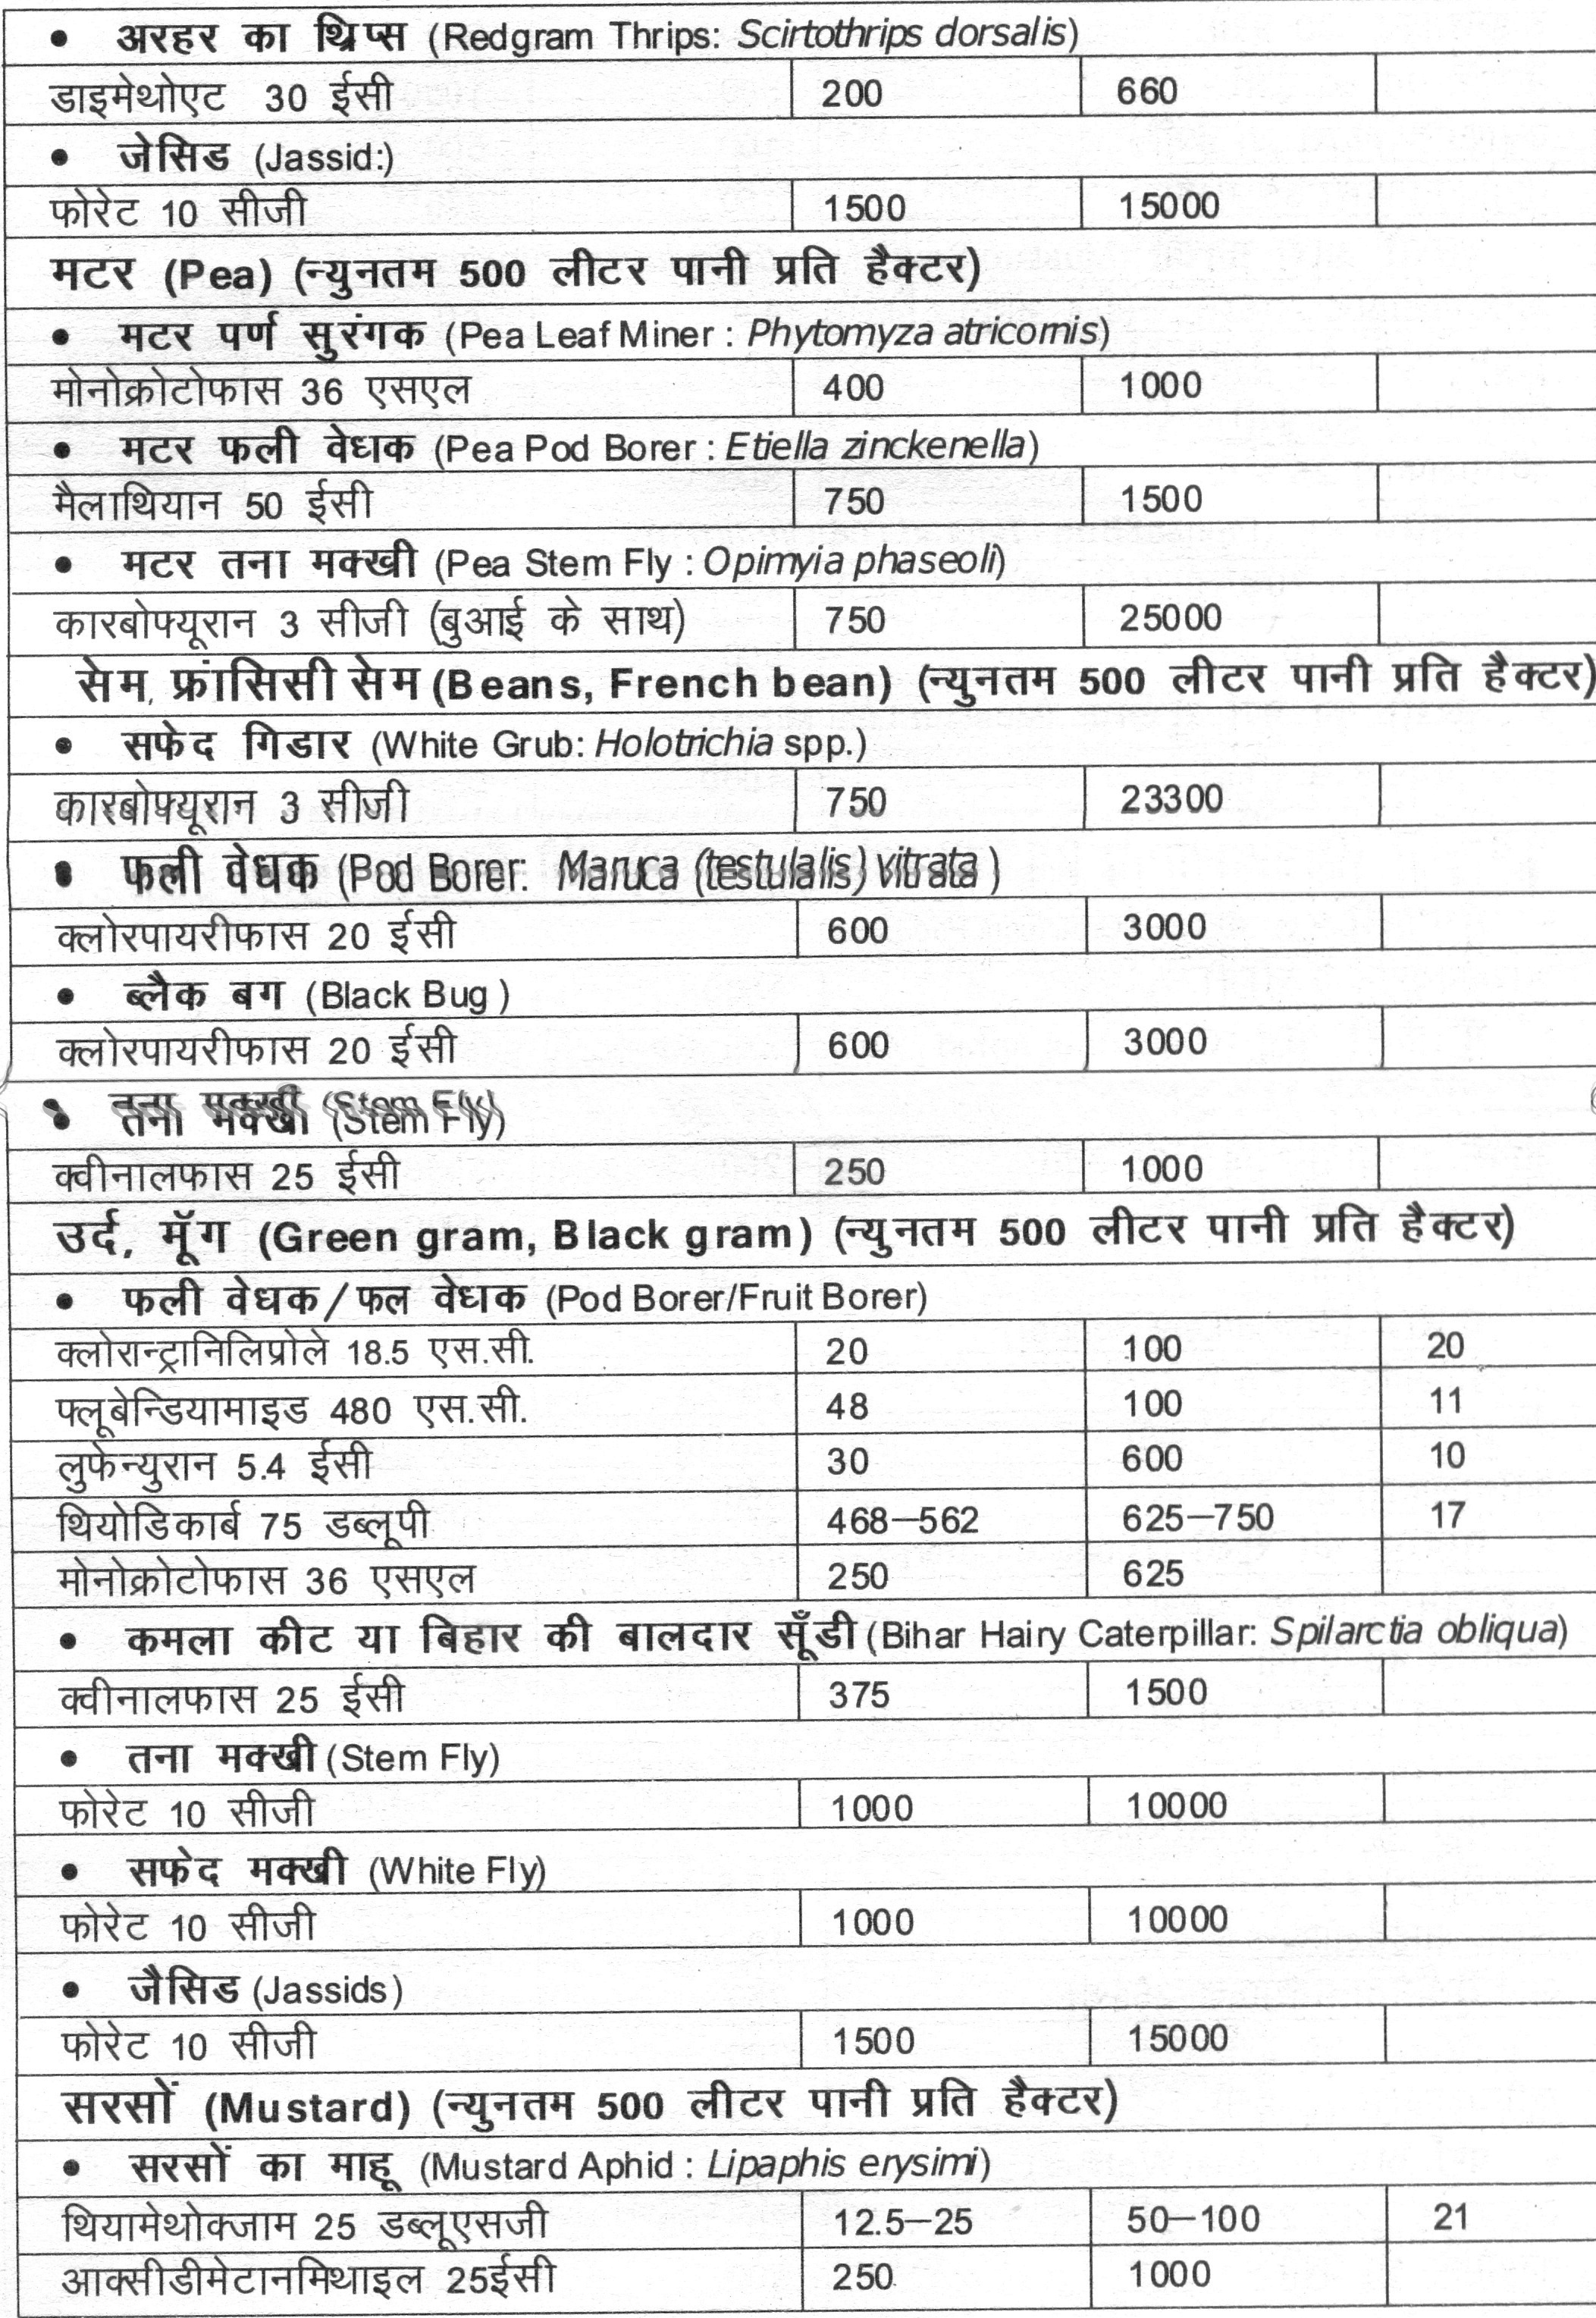 • अरहर का थ्रिप्स (Redgram Thrips: Scirtothrips dorsalis)
डाइमेथोएट 30 ईसी 200 660
• जेसिड (Jassid:)
फोरेट 10 सीजी 1500 15000
मटर (Pea) (न्युनतम 500 लीटर पानी प्रति हैक्टर)
• मटर पर्ण सुरंगक (Pea Leaf Miner : Phytomyza atricornis)
मोनोक्रोटोफास 36 एसएल 400 1000
• मटर फली वेधक (Pea Pod Borer : Etiella zinckenella)
मैलाथियान 50 ईसी 750 1500
• मटर तना मक्खी (Pea Stem Fly : Opimyia phaseoli)
कारबोफ्यूरान 3 सीजी (बुआई के साथ) 750 25000
सेम, फ्रांसिसी सेम (Beans, French bean) (न्युनतम 500 लीटर पानी प्रति हैक्टर)
• सफेद गिडार (White Grub: Holotrichia spp.)
कारबोफ्यूरान 3 सीजी 750 23300
• फली वेधक (Pod Borer: Maruca (testulalis) vitrata )
क्लोरपायरीफास 20 ईसी 600 3000
• ब्लैक बग (Black Bug )
क्लोरपायरीफास 20 ईसी 600 3000
• तना मक्खी (Stem Fly)
क्वीनालफास 25 ईसी 250 1000
उर्द, मूॅग (Green gram, Black gram) (न्युनतम 500 लीटर पानी प्रति हैक्टर)
• फली वेधक/फल वेधक (Pod Borer/Fruit Borer)
क्लोरान्ट्रानिलिप्रोले 18.5 एस.सी. 20 100 20
फ्लूबेन्डियामाइड 480 एस.सी. 48 100 11
लुफेन्युरान 5.4 ईसी 30 600 10
थियोडिकार्ब 75 डब्लूपी 468–562 625–750 17
मोनोक्रोटोफास 36 एसएल 250 625
• कमला कीट या बिहार की बालदार सूँडी (Bihar Hairy Caterpillar: Spilarctia obliqua)
क्वीनालफास 25 ईसी 375 1500
• तना मक्खी (Stem Fly)
फोरेट 10 सीजी 1000 10000
• सफेद मक्खी (White Fly)
फोरेट 10 सीजी 1000 10000
• जैसिड (Jassids)
फोरेट 10 सीजी 1500 15000
सरसों (Mustard) (न्युनतम 500 लीटर पानी प्रति हैक्टर)
• सरसों का माहू (Mustard Aphid : Lipaphis erysimi)
थियामेथोक्जाम 25 डब्लूएसजी 12.5–25 50–100 21
आक्सीडीमेटानमिथाइल 25ईसी 250 1000